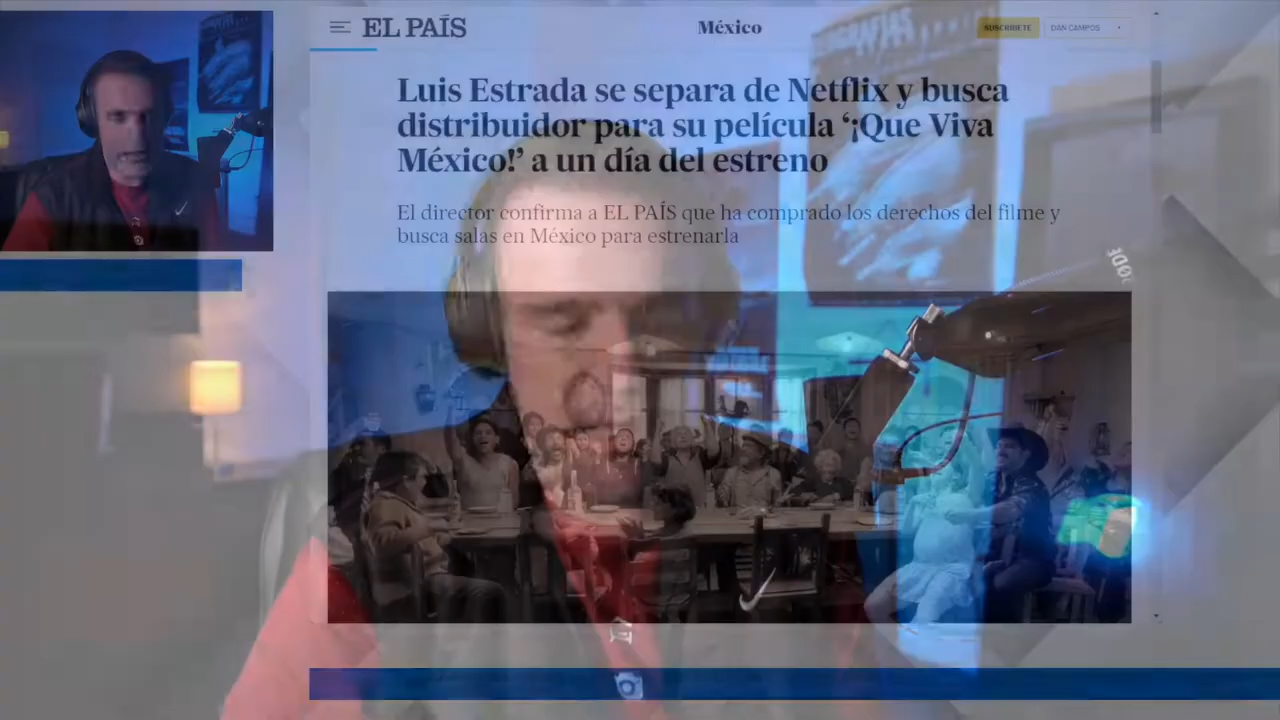 EL PAÍS
México
SUSCRÍBETE
DAN CAMPOS
Luis Estrada se separa de Netflix y busca
distribuidor para su película ‘¡Que Viva
México!’ a un día del estreno
El director confirma a EL PAÍS que ha comprado los derechos del filme y
busca salas en México para estrenarla